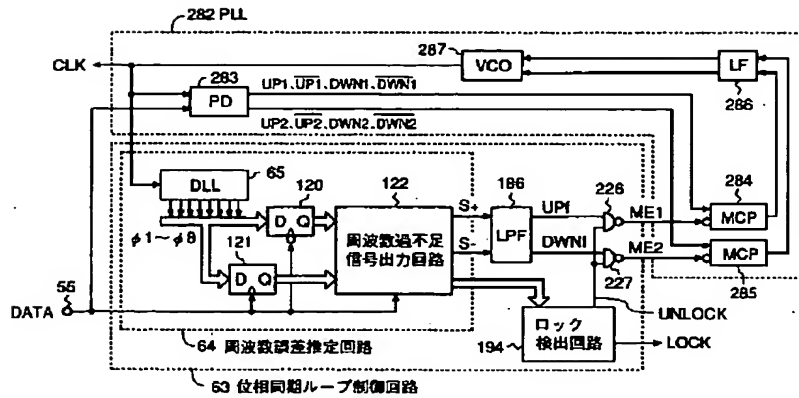 282 PLL
CLK
283
PD
UP1、UP1、DWN1、DWN1
UP2、UP2、DWN2、DWN2
287
VCO
LF
286
65
DLL
φ1〜φ8
120
D Q
121
D Q
122
周波数過不足
信号出力回路
S+
S-
186
LPF
UPf
DWNf
226
227
ME1
ME2
284
MCP
MCP
285
DATA
55
UNLOCK
ロック
検出回路
194
LOCK
64 周波数誤差推定回路
63 位相同期ループ制御回路